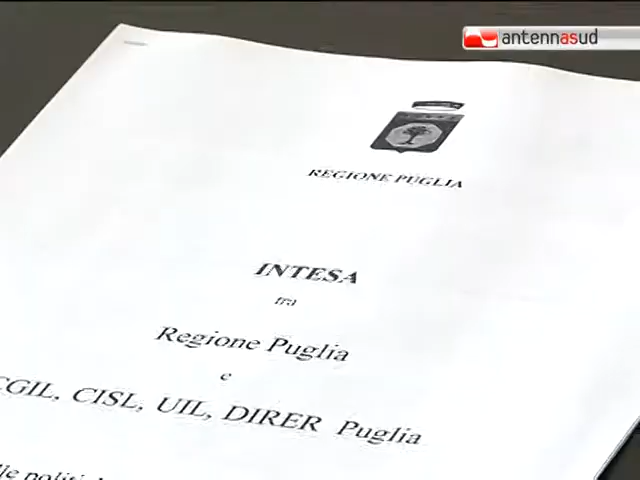 antennasud
REGIONE PUGLIA
INTESA
tra
Regione Puglia
e
CGIL, CISL, UIL, DIRER Puglia